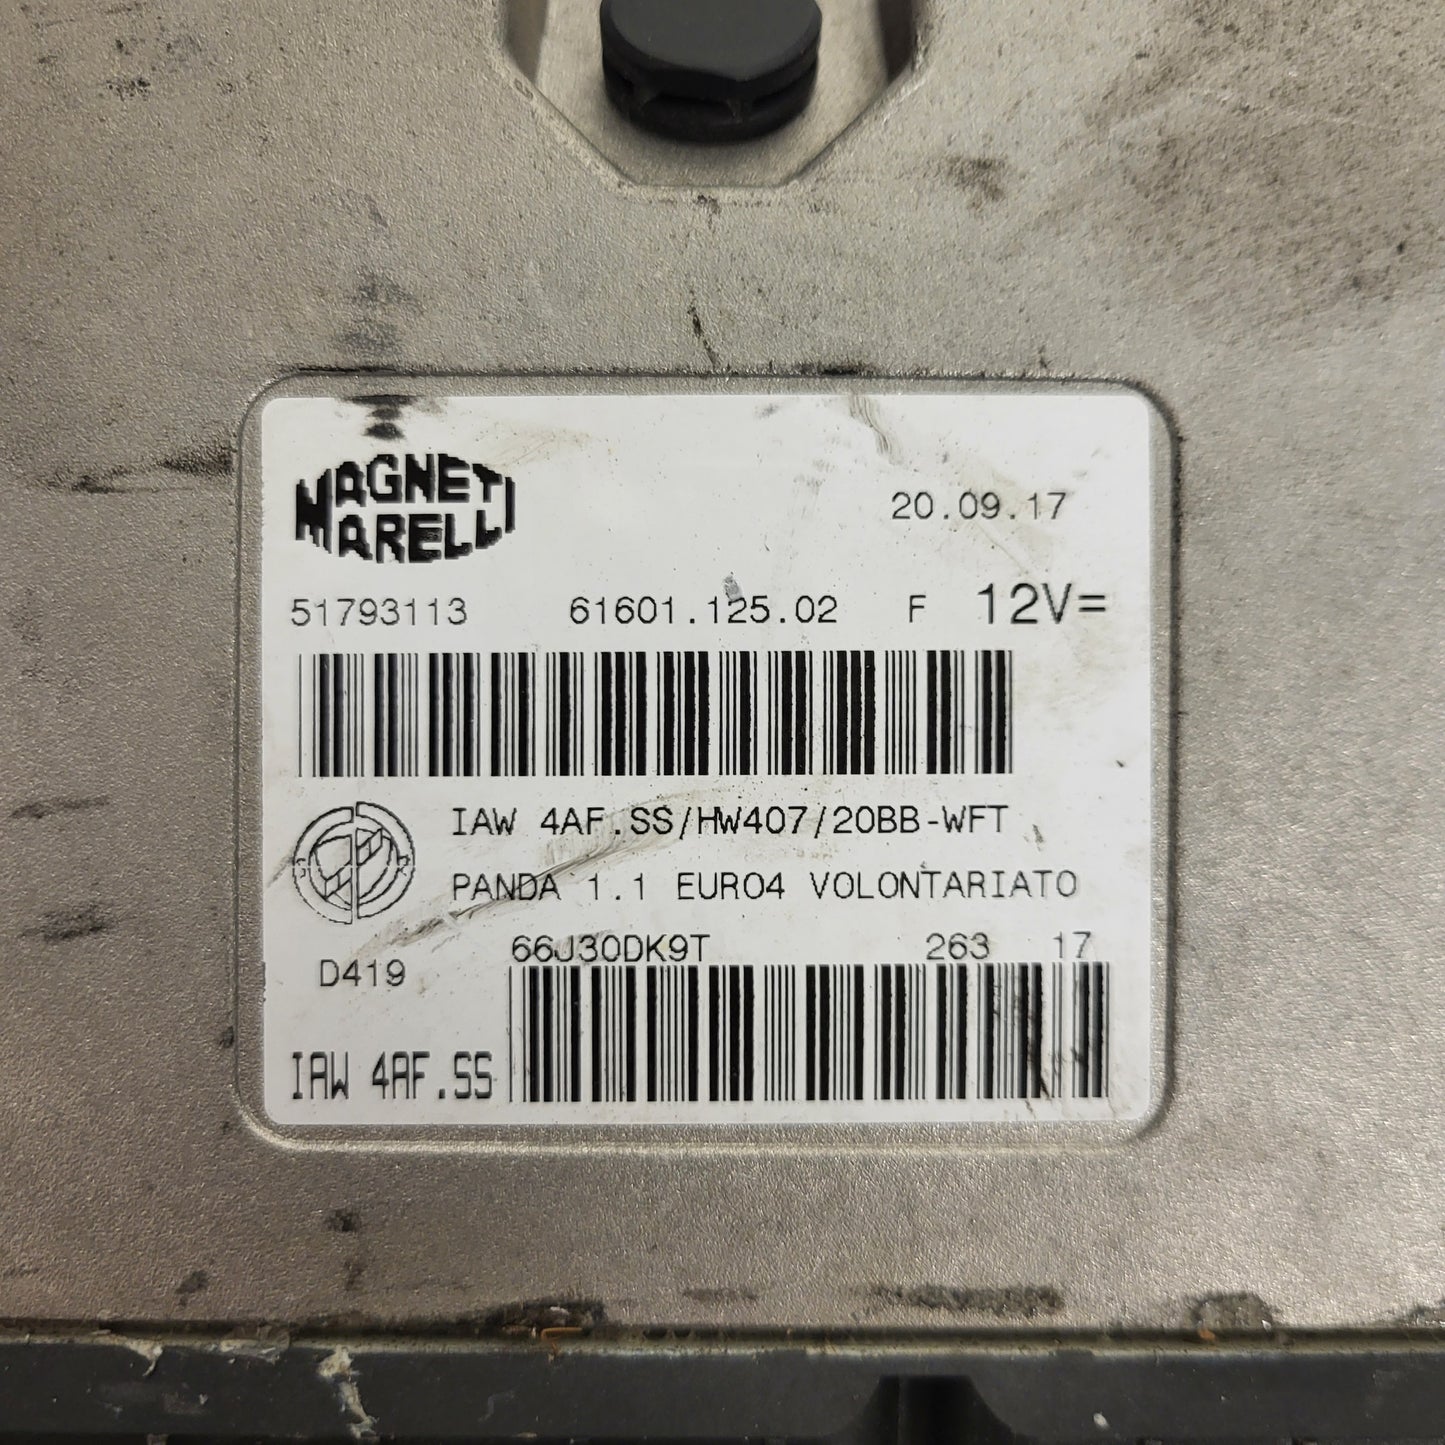 MAGNETI
MARELLI
20.09.17
51793113 61601.125.02 F 12V=
IAW 4AF.SS/HW407/20BB-WFT
PANDA 1.1 EURO4 VOLONTARIATO
66J30DK9T 263 17
D419
IAW 4AF.SS